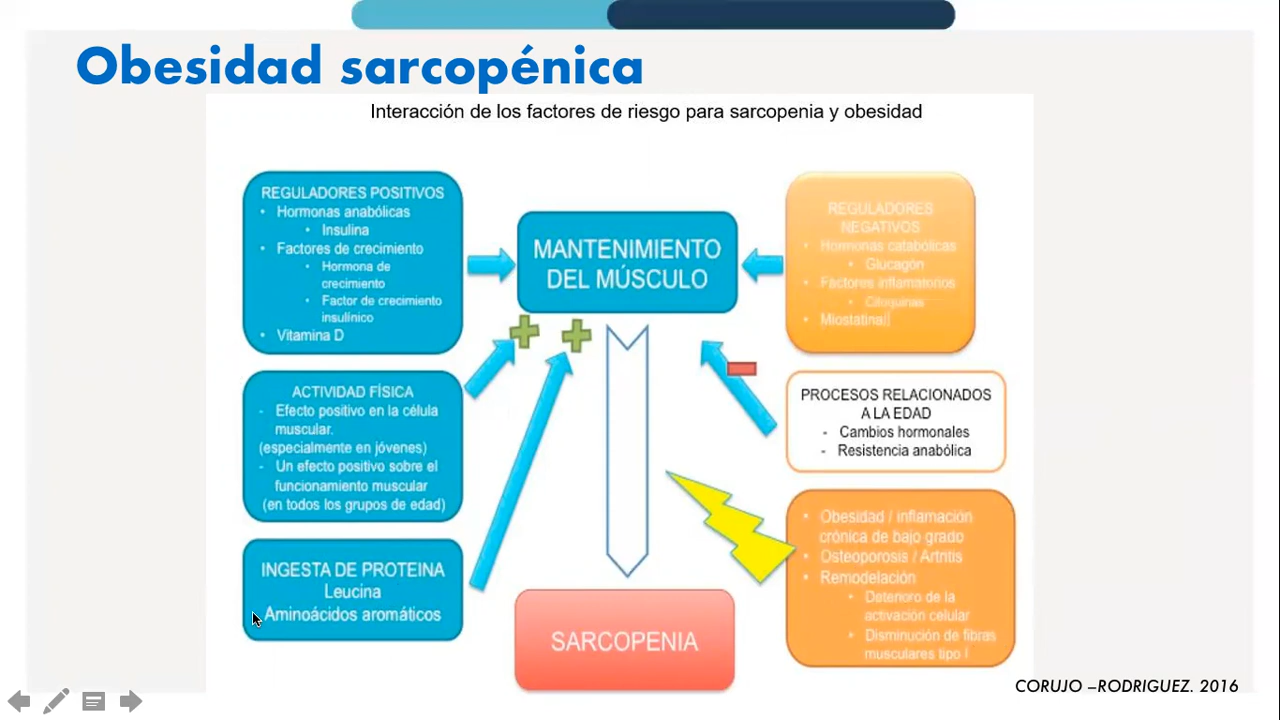 Obesidad sarcopénica
Interacción de los factores de riesgo para sarcopenia y obesidad
REGULADORES POSITIVOS
• Hormonas anabólicas
• Insulina
• Factores de crecimiento
• Hormona de
crecimiento
• Factor de crecimiento
insulínico
• Vitamina D
ACTIVIDAD FÍSICA
- Efecto positivo en la célula
muscular.
(especialmente en jóvenes)
- Un efecto positivo sobre el
funcionamiento muscular
(en todos los grupos de edad)
INGESTA DE PROTEINA
Leucina
Aminoácidos aromáticos
MANTENIMIENTO
DEL MÚSCULO
SARCOPENIA
REGULADORES
NEGATIVOS
• Hormonas catabólicas
• Glucagón
• Factores inflamatorios
• Citoquinas
• Miostatina!!
PROCESOS RELACIONADOS
A LA EDAD
- Cambios hormonales
- Resistencia anabólica
• Obesidad / inflamación
crónica de bajo grado
• Osteoporosis / Artritis
• Remodelación
• Deterioro de la
activación celular
• Disminución de fibras
musculares tipo I
CORUJO –RODRIGUEZ. 2016